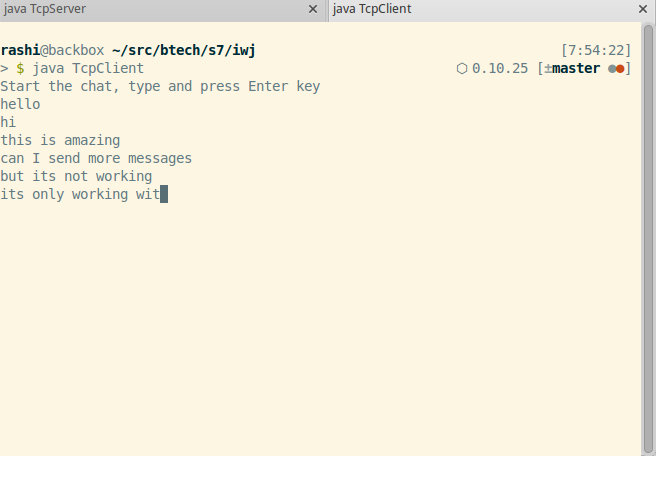 java TcpServer
java TcpClient
rashi@backbox ~/src/btech/s7/iwj [7:54:22]
> $ java TcpClient ⬡ 0.10.25 [±master ●●]
Start the chat, type and press Enter key
hello
hi
this is amazing
can I send more messages
but its not working
its only working wit